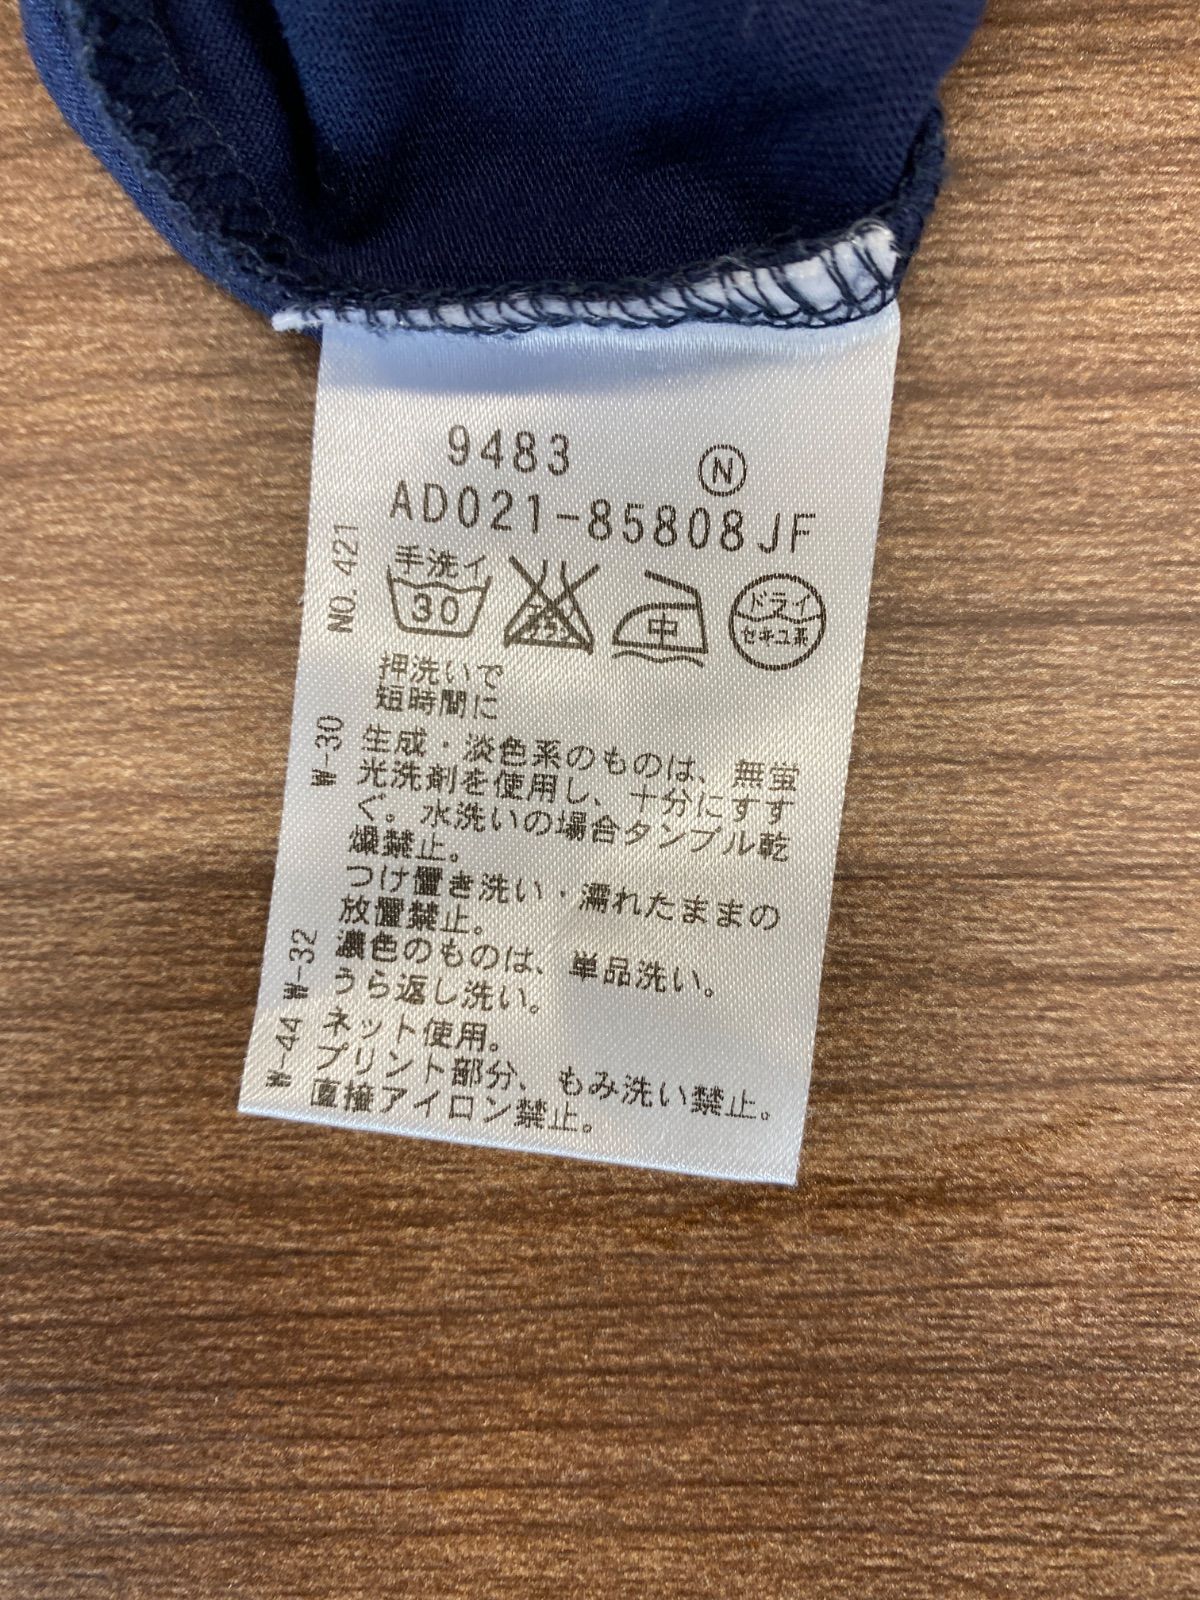 9483
Ⓝ
AD021-85808JF
NO.421
手洗イ
30
中
ドライ
セキユ系
押洗いで
短時間に
W-30
生成・淡色系のものは、無蛍
光洗剤を使用し、十分にすす
ぐ。水洗いの場合タンブル乾
燥禁止。
つけ置き洗い・濡れたままの
放置禁止。
W-32
濃色のものは、単品洗い。
うら返し洗い。
W-44
ネット使用。
プリント部分、もみ洗い禁止。
直接アイロン禁止。